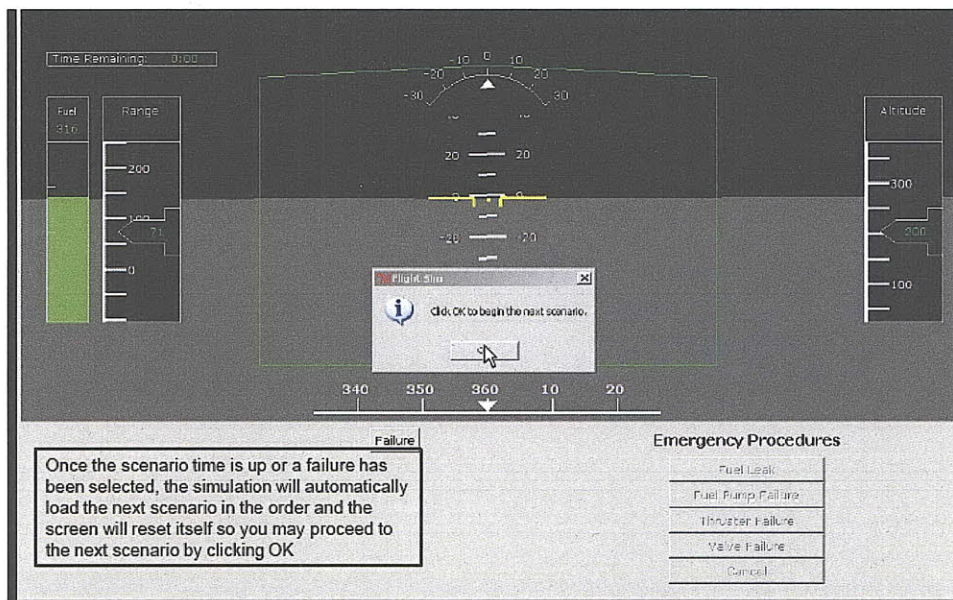 Time Remaining: 0:00
Fuel
316
Range
200
100
71
0
-30 -20 -10 0 10 20 30
20 20
0 0
-20 -20
Altitude
300
200
100
Flight Sim
Click OK to begin the next scenario.
340 350 360 10 20
Failure
Once the scenario time is up or a failure has
been selected, the simulation will automatically
load the next scenario in the order and the
screen will reset itself so you may proceed to
the next scenario by clicking OK
Emergency Procedures
Fuel Leak
Fuel Pump Failure
Thruster Failure
Valve Failure
Cancel